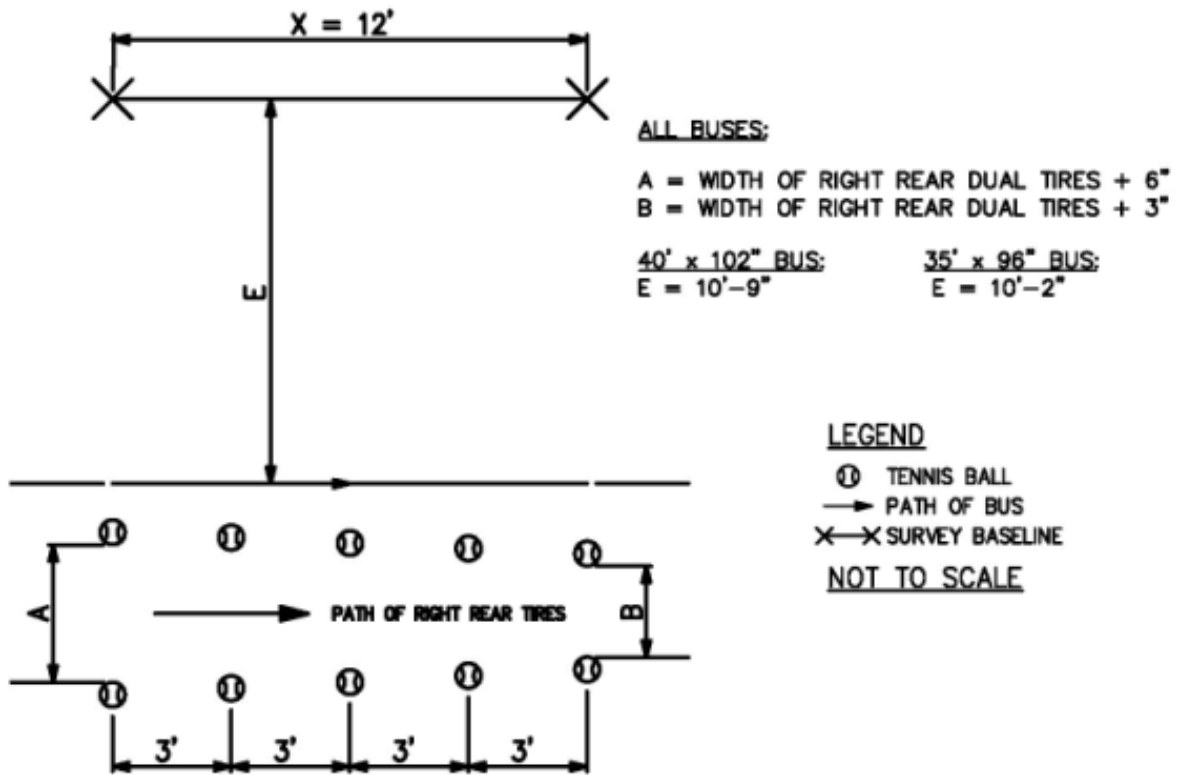 X = 12'
ALL BUSES:
A = WIDTH OF RIGHT REAR DUAL TIRES + 6"
B = WIDTH OF RIGHT REAR DUAL TIRES + 3"
40' x 102" BUS: 35' x 96" BUS:
E = 10'-9" E = 10'-2"
E
LEGEND
TENNIS BALL
PATH OF BUS
SURVEY BASELINE
NOT TO SCALE
A
PATH OF RIGHT REAR TIRES
B
3' 3' 3' 3'